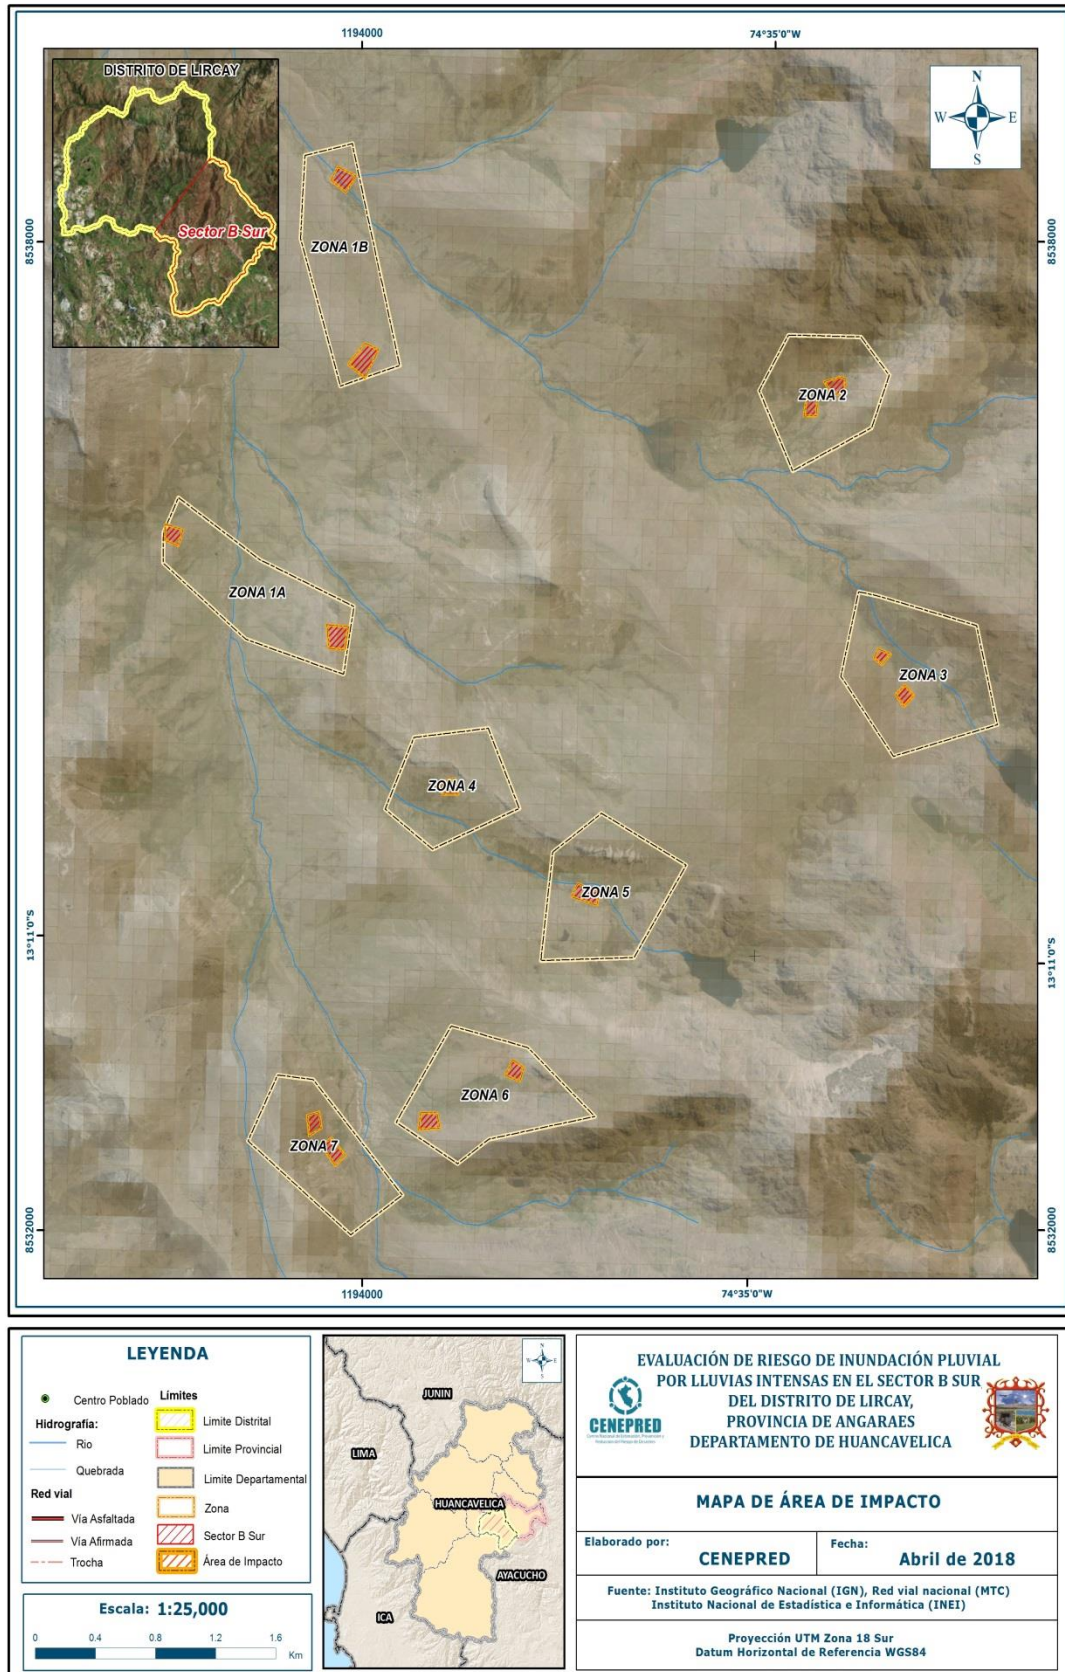 1194000
74°35'0"W
DISTRITO DE LIRCAY
Sector B Sur
N
W
E
S
8538000
8538000
ZONA 1B
ZONA 2
ZONA 1A
ZONA 3
ZONA 4
ZONA 5
13°11'0"S
13°11'0"S
ZONA 6
ZONA 7
8532000
8532000
1194000
74°35'0"W
LEYENDA
Centro Poblado
Hidrografía:
Rio
Quebrada
Red vial
Vía Asfaltada
Vía Afirmada
Trocha
Límites
Limite Distrital
Limite Provincial
Limite Departamental
Zona
Sector B Sur
Área de Impacto
Escala: 1:25,000
0 0.4 0.8 1.2 1.6
Km
N
W
E
S
JUNIN
LIMA
HUANCAVELICA
AYACUCHO
ICA
EVALUACIÓN DE RIESGO DE INUNDACIÓN PLUVIAL
POR LLUVIAS INTENSAS EN EL SECTOR B SUR
DEL DISTRITO DE LIRCAY,
PROVINCIA DE ANGARAES
DEPARTAMENTO DE HUANCAVELICA
CENEPRED
MAPA DE ÁREA DE IMPACTO
Elaborado por:
CENEPRED
Fecha:
Abril de 2018
Fuente: Instituto Geográfico Nacional (IGN), Red vial nacional (MTC)
Instituto Nacional de Estadística e Informática (INEI)
Proyección UTM Zona 18 Sur
Datum Horizontal de Referencia WGS84